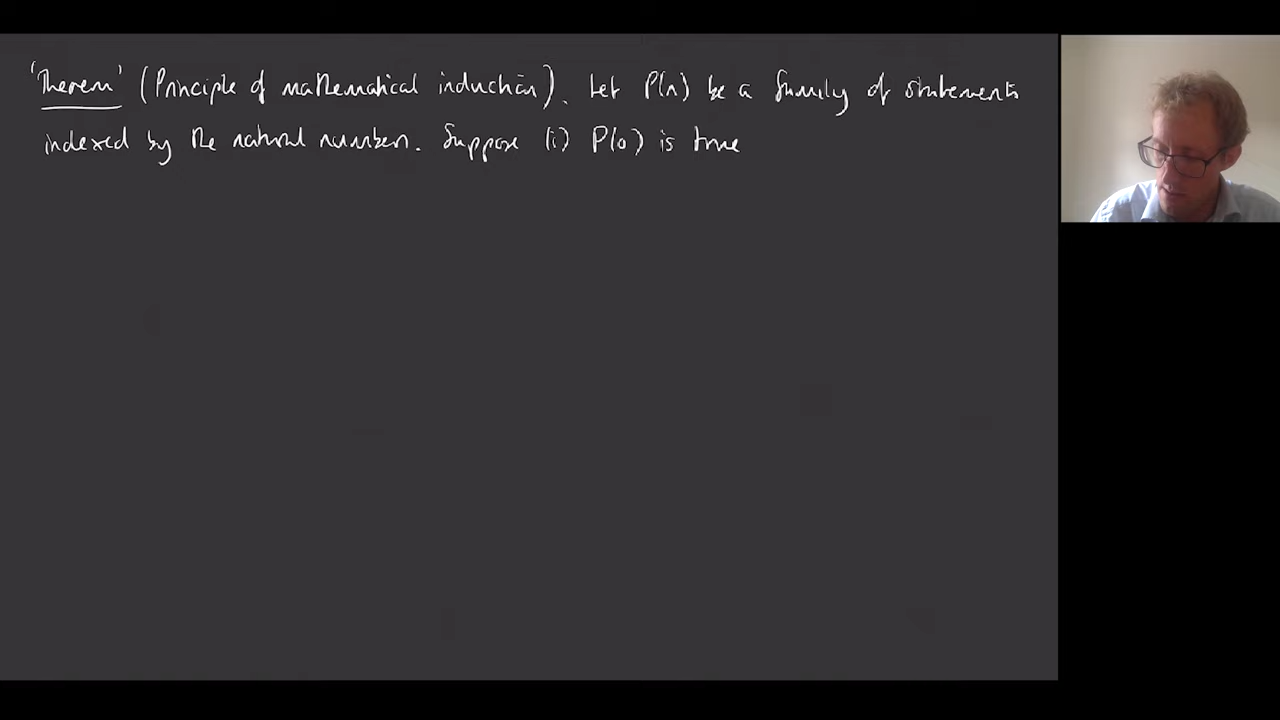 'Theorem' (Principle of mathematical induction). Let P(n) be a family of statements
indexed by the natural numbers. Suppose (i) P(0) is true